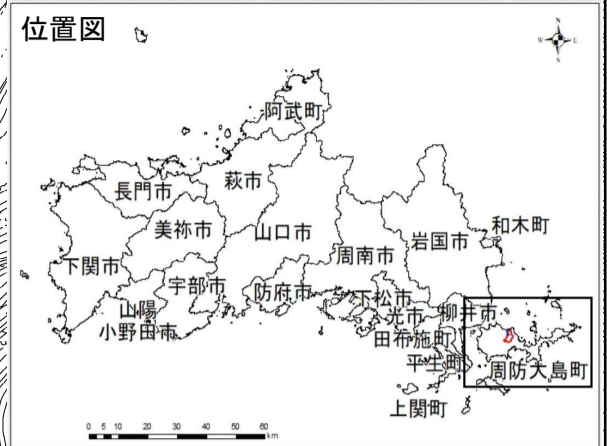 位置図
N
W E
S
阿武町
萩市
長門市
美祢市
山口市
和木町
岩国市
周南市
下関市
宇部市
防府市
下松市
柳井市
山陽
小野田市
光市
田布施町
平生町
周防大島町
上関町
0 5 10 20 30 40 50 60
km